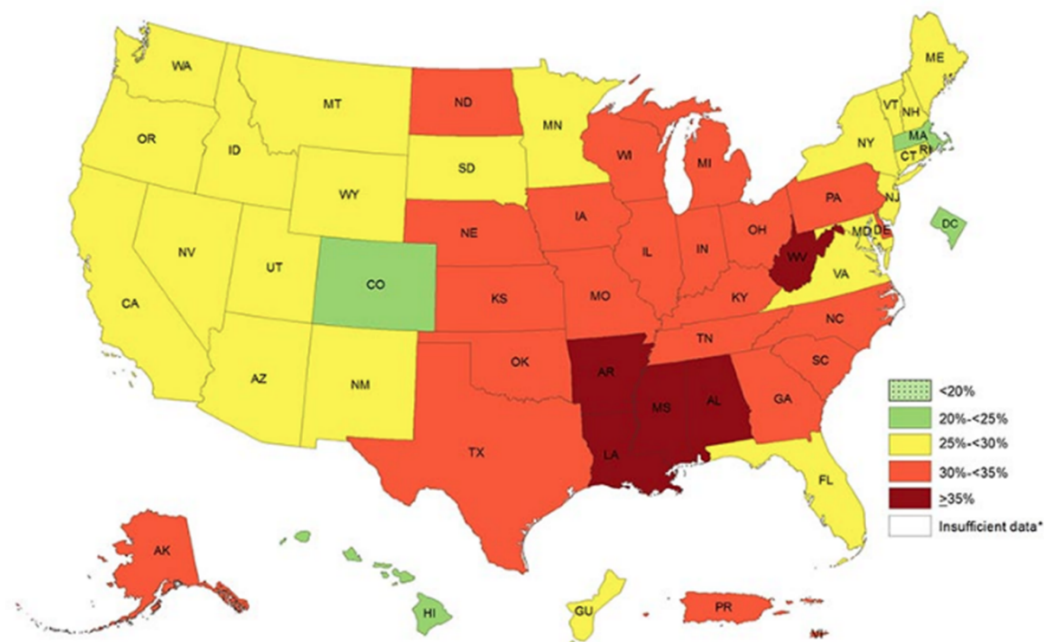 WA
MT
ND
MN
ME
VT
NH
OR
ID
WY
SD
WI
MI
NY
MA
CT
RI
NV
UT
CO
NE
IA
IL
IN
OH
PA
NJ
MD
DE
DC
CA
WV
VA
KS
MO
KY
NC
AZ
NM
OK
AR
TN
SC
MS
AL
GA
TX
LA
FL
AK
HI
GU
PR
VI
<20%
20%-<25%
25%-<30%
30%-<35%
≥35%
Insufficient data*